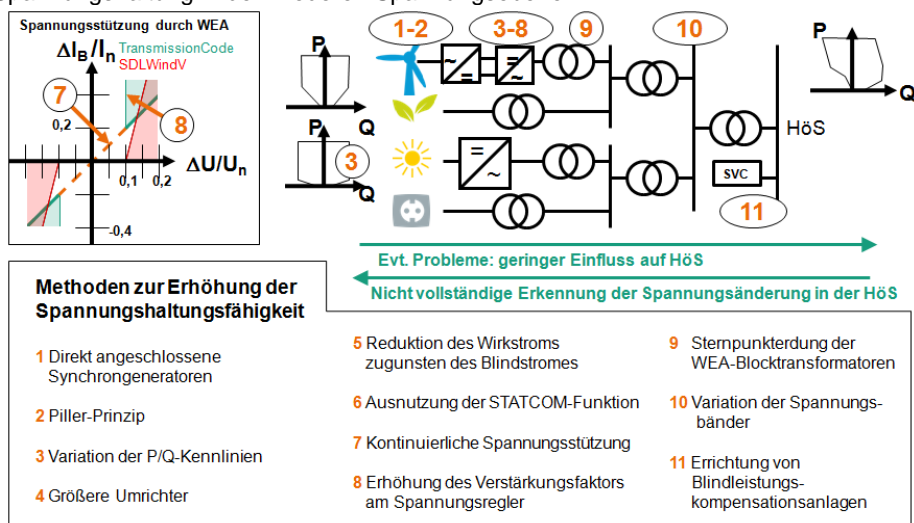 Spannungsstützung durch WEA
ΔI_B/I_n
TransmissionCode
SDLWindV
7
8
0,2
ΔU/U_n
0,1
0,2
-0,4
P
Q
P
3
Q
1-2
3-8
9
10
~
=
=
~
=
~
P
Q
HöS
SVC
11
Evt. Probleme: geringer Einfluss auf HöS
Nicht vollständige Erkennung der Spannungsänderung in der HöS
Methoden zur Erhöhung der
Spannungshaltungsfähigkeit
1 Direkt angeschlossene
Synchrongeneratoren
2 Piller-Prinzip
3 Variation der P/Q-Kennlinien
4 Größere Umrichter
5 Reduktion des Wirkstroms
zugunsten des Blindstromes
6 Ausnutzung der STATCOM-Funktion
7 Kontinuierliche Spannungsstützung
8 Erhöhung des Verstärkungsfaktors
am Spannungsregler
9 Sternpunkterdung der
WEA-Blocktransformatoren
10 Variation der Spannungs-
bänder
11 Errichtung von
Blindleistungs-
kompensationsanlagen